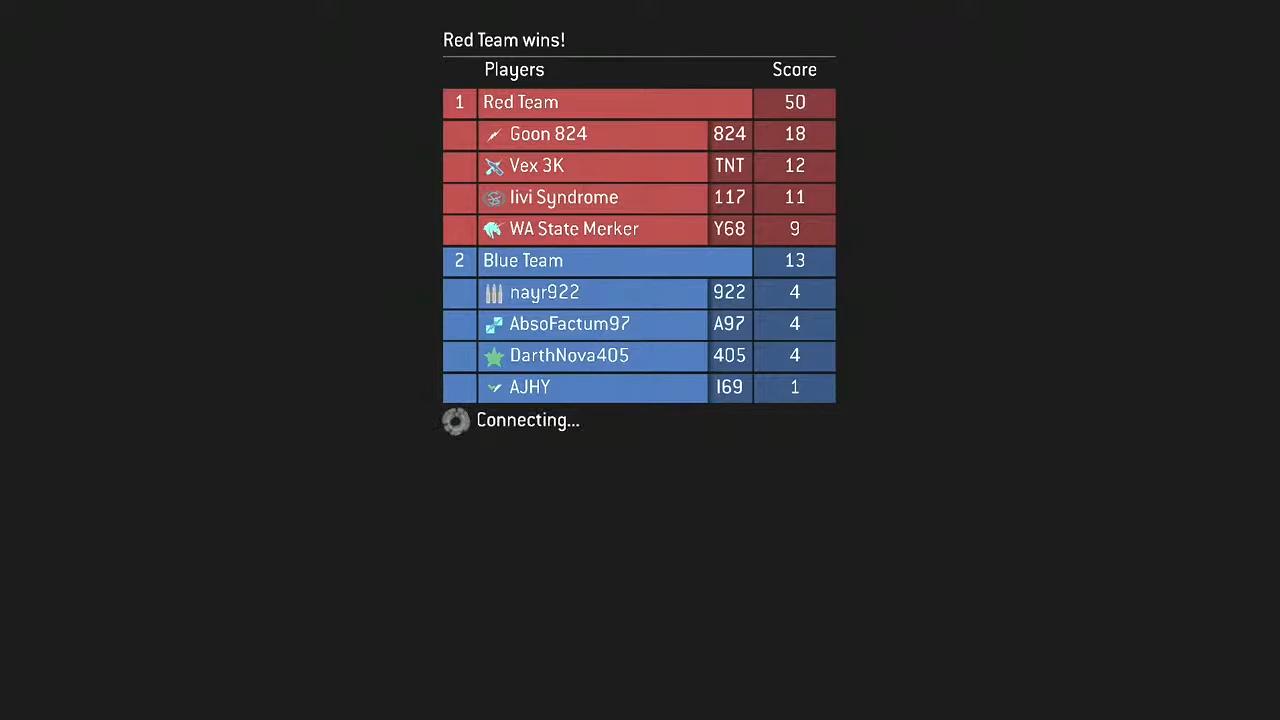 Red Team wins!
Players Score
1 Red Team 50
Goon 824 824 18
Vex 3K TNT 12
Iivi Syndrome 117 11
WA State Merker Y68 9
2 Blue Team 13
nayr922 922 4
AbsoFactum97 A97 4
DarthNova405 405 4
AJHY I69 1
Connecting...